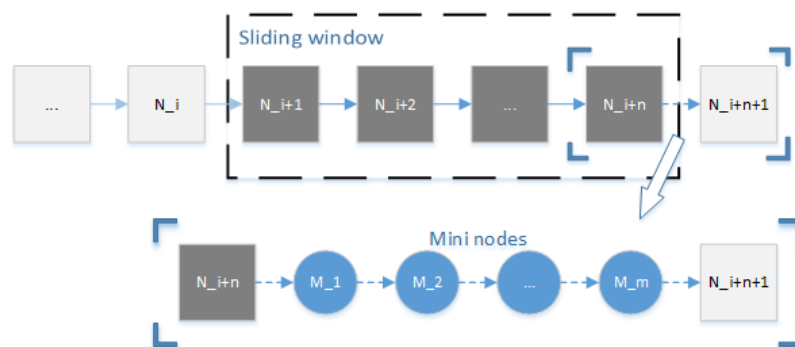 Sliding window
... N_i N_i+1 N_i+2 ... N_i+n N_i+n+1
Mini nodes
N_i+n M_1 M_2 ... M_m N_i+n+1